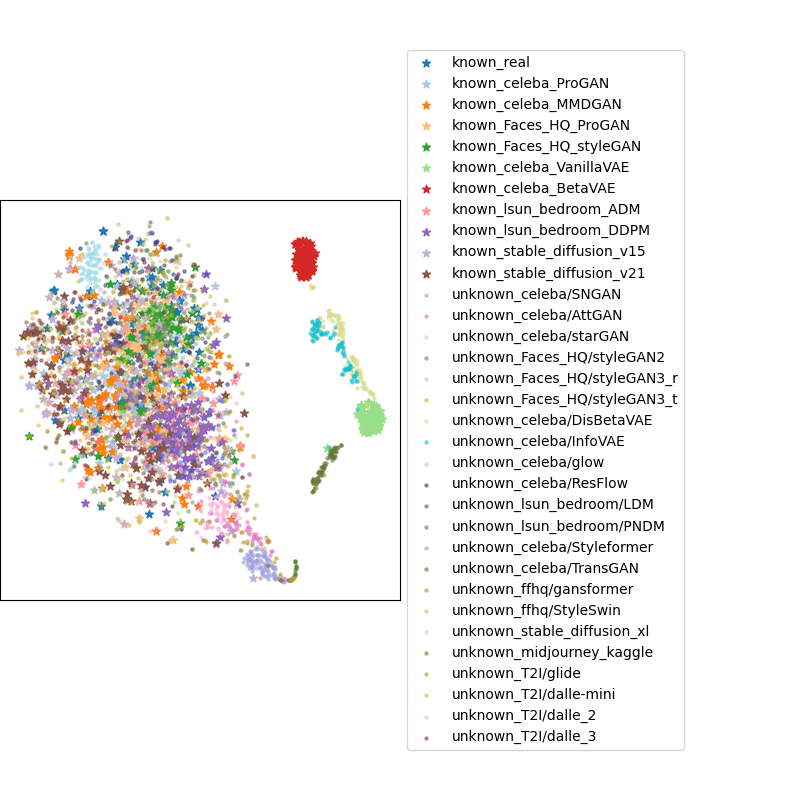 known_real
known_celeba_ProGAN
known_celeba_MMDGAN
known_Faces_HQ_ProGAN
known_Faces_HQ_styleGAN
known_celeba_VanillaVAE
known_celeba_BetaVAE
known_lsun_bedroom_ADM
known_lsun_bedroom_DDPM
known_stable_diffusion_v15
known_stable_diffusion_v21
unknown_celeba/SNGAN
unknown_celeba/AttGAN
unknown_celeba/starGAN
unknown_Faces_HQ/styleGAN2
unknown_Faces_HQ/styleGAN3_r
unknown_Faces_HQ/styleGAN3_t
unknown_celeba/DisBetaVAE
unknown_celeba/InfoVAE
unknown_celeba/glow
unknown_celeba/ResFlow
unknown_lsun_bedroom/LDM
unknown_lsun_bedroom/PNDM
unknown_celeba/Styleformer
unknown_celeba/TransGAN
unknown_ffhq/gansformer
unknown_ffhq/StyleSwin
unknown_stable_diffusion_xl
unknown_midjourney_kaggle
unknown_T2I/glide
unknown_T2I/dalle-mini
unknown_T2I/dalle_2
unknown_T2I/dalle_3